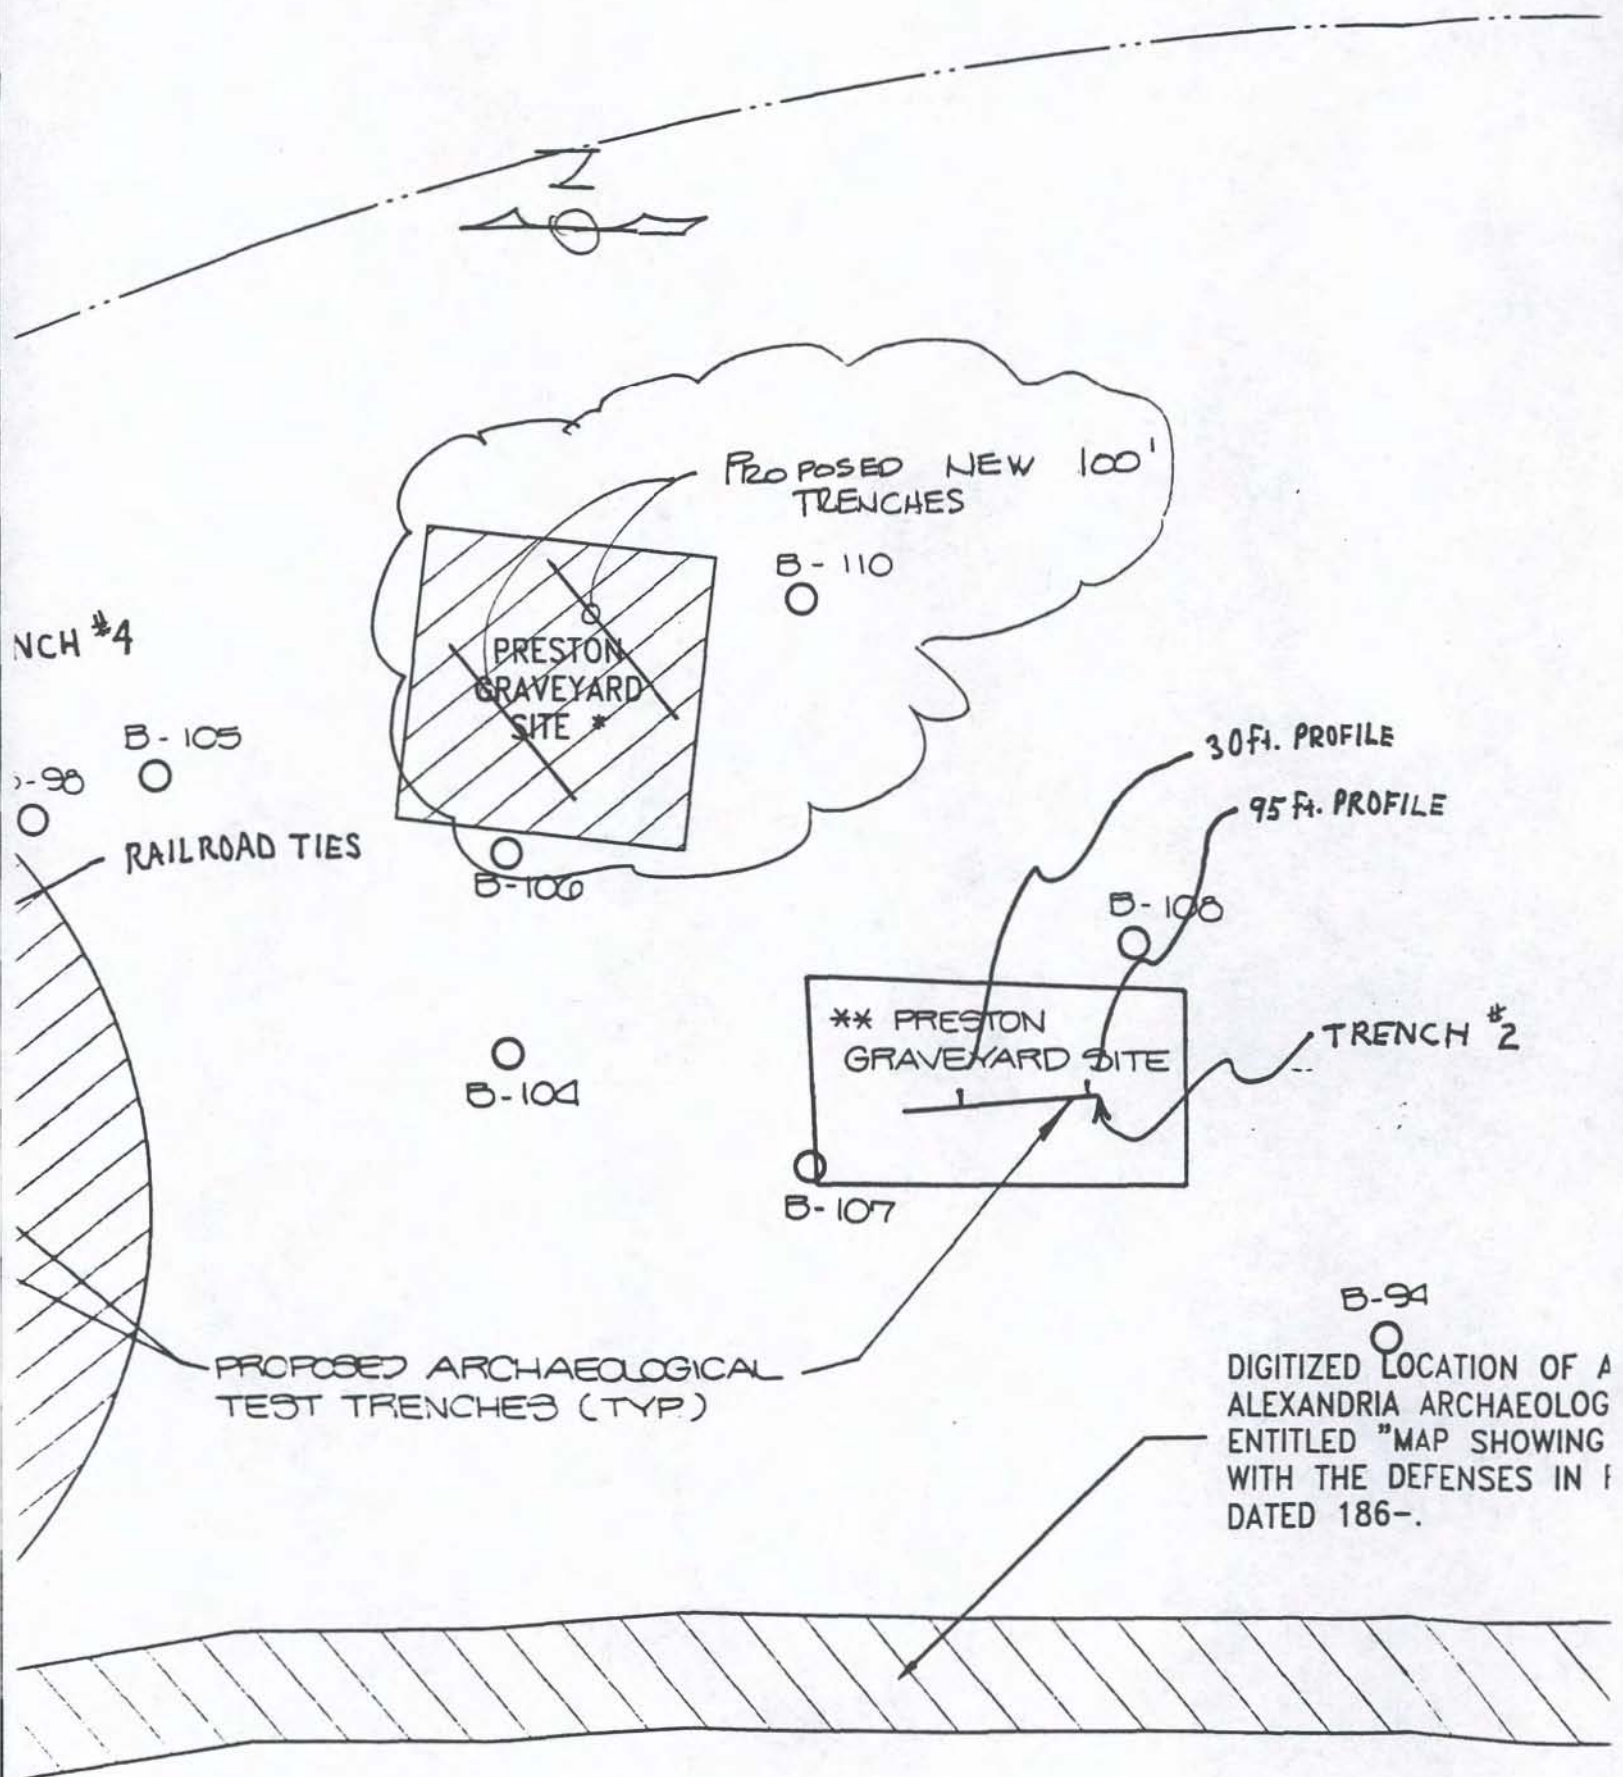 N
PROPOSED NEW 100'
TRENCHES
B-110
NCH #4
PRESTON
GRAVEYARD
SITE *
B-105
-98
30 Ft. PROFILE
95 Ft. PROFILE
RAILROAD TIES
B-106
B-108
** PRESTON
GRAVEYARD SITE
TRENCH #2
B-104
B-107
B-94
PROPOSED ARCHAEOLOGICAL
TEST TRENCHES (TYP.)
DIGITIZED LOCATION OF A
ALEXANDRIA ARCHAEOLOG
ENTITLED "MAP SHOWING
WITH THE DEFENSES IN
DATED 186-.